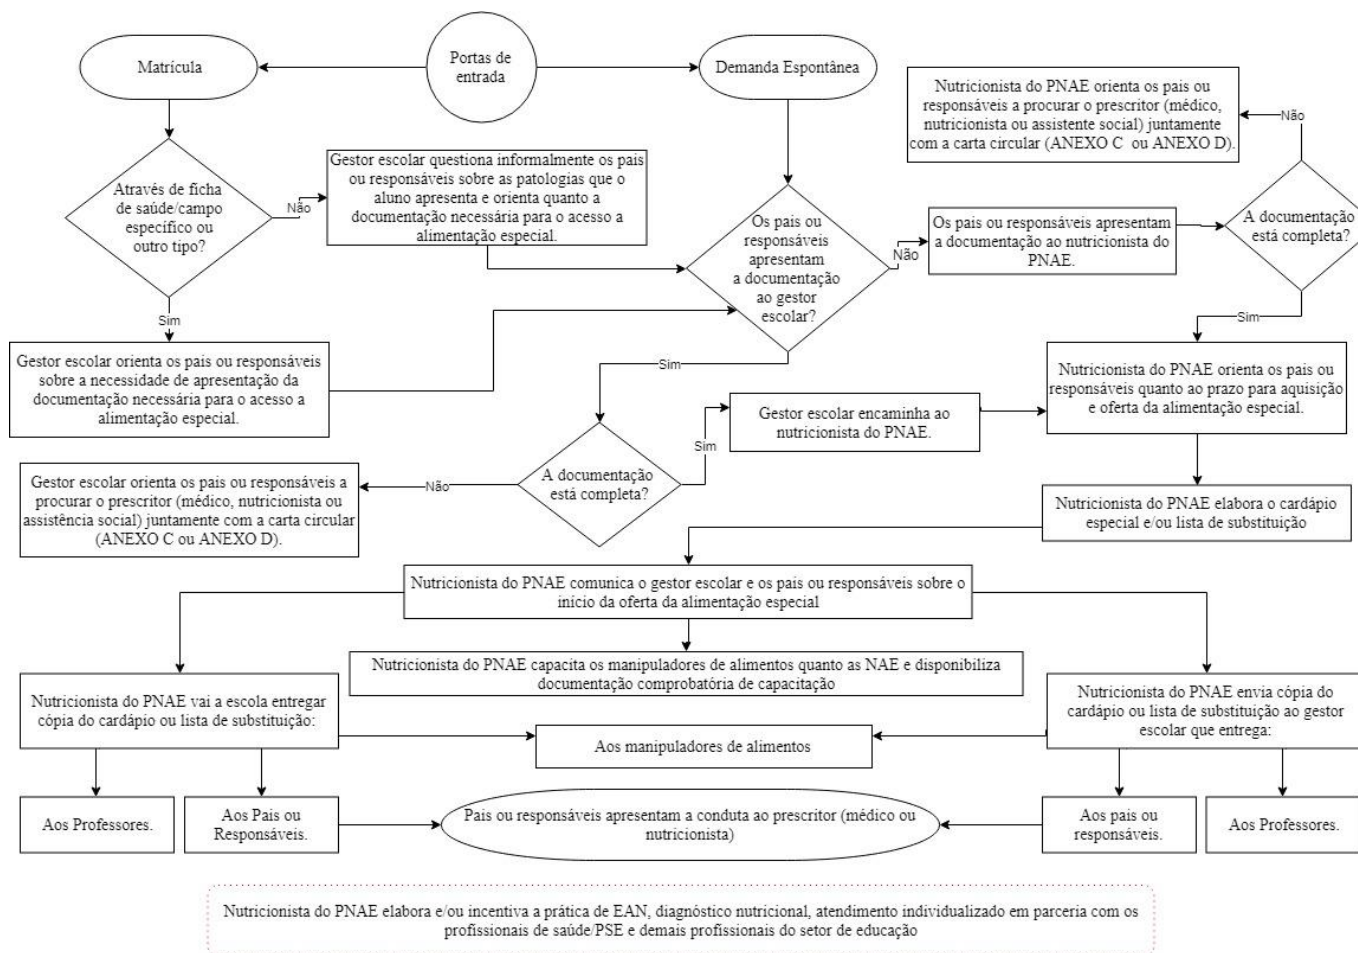 Matrícula
Portas de
entrada
Demanda Espontânea
Nutricionista do PNAE orienta os pais ou
responsáveis a procurar o prescritor (médico,
nutricionista ou assistente social) juntamente
com a carta circular (ANEXO C ou ANEXO D).
Não
Através de ficha
de saúde/campo
específico ou
outro tipo?
Não
Gestor escolar questiona informalmente os pais
ou responsáveis sobre as patologias que o
aluno apresenta e orienta quanto a
documentação necessária para o acesso a
alimentação especial.
Os pais ou
responsáveis
apresentam
a documentação
ao gestor
escolar?
Não
Os pais ou responsáveis apresentam
a documentação ao nutricionista do
PNAE.
A documentação
está completa?
Sim
Sim
Gestor escolar orienta os pais ou responsáveis
sobre a necessidade de apresentação da
documentação necessária para o acesso a
alimentação especial.
Sim
Nutricionista do PNAE orienta os pais ou
responsáveis quanto ao prazo para aquisição
e oferta da alimentação especial.
Gestor escolar encaminha ao
nutricionista do PNAE.
Sim
A documentação
está completa?
Não
Gestor escolar orienta os pais ou responsáveis a
procurar o prescritor (médico, nutricionista ou
assistência social) juntamente com a carta circular
(ANEXO C ou ANEXO D).
Nutricionista do PNAE elabora o cardápio
especial e/ou lista de substituição
Nutricionista do PNAE comunica o gestor escolar e os pais ou responsáveis sobre o
início da oferta da alimentação especial
Nutricionista do PNAE capacita os manipuladores de alimentos quanto as NAE e disponibiliza
documentação comprobatória de capacitação
Nutricionista do PNAE vai a escola entregar
cópia do cardápio ou lista de substituição:
Nutricionista do PNAE envia cópia do
cardápio ou lista de substituição ao gestor
escolar que entrega:
Aos manipuladores de alimentos
Aos Professores.
Aos Pais ou
Responsáveis.
Pais ou responsáveis apresentam a conduta ao prescritor (médico ou
nutricionista)
Aos pais ou
responsáveis.
Aos Professores.
Nutricionista do PNAE elabora e/ou incentiva a prática de EAN, diagnóstico nutricional, atendimento individualizado em parceria com os
profissionais de saúde/PSE e demais profissionais do setor de educação